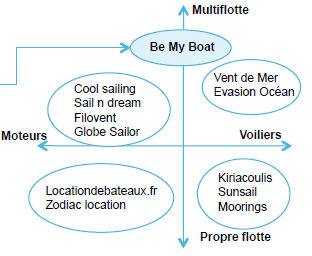 Multiflotte
Be My Boat
Cool sailing
Sail n dream
Filovent
Globe Sailor
Vent de Mer
Evasion Océan
Moteurs
Voiliers
Locationdebateaux.fr
Zodiac location
Kiriacoulis
Sunsail
Moorings
Propre flotte